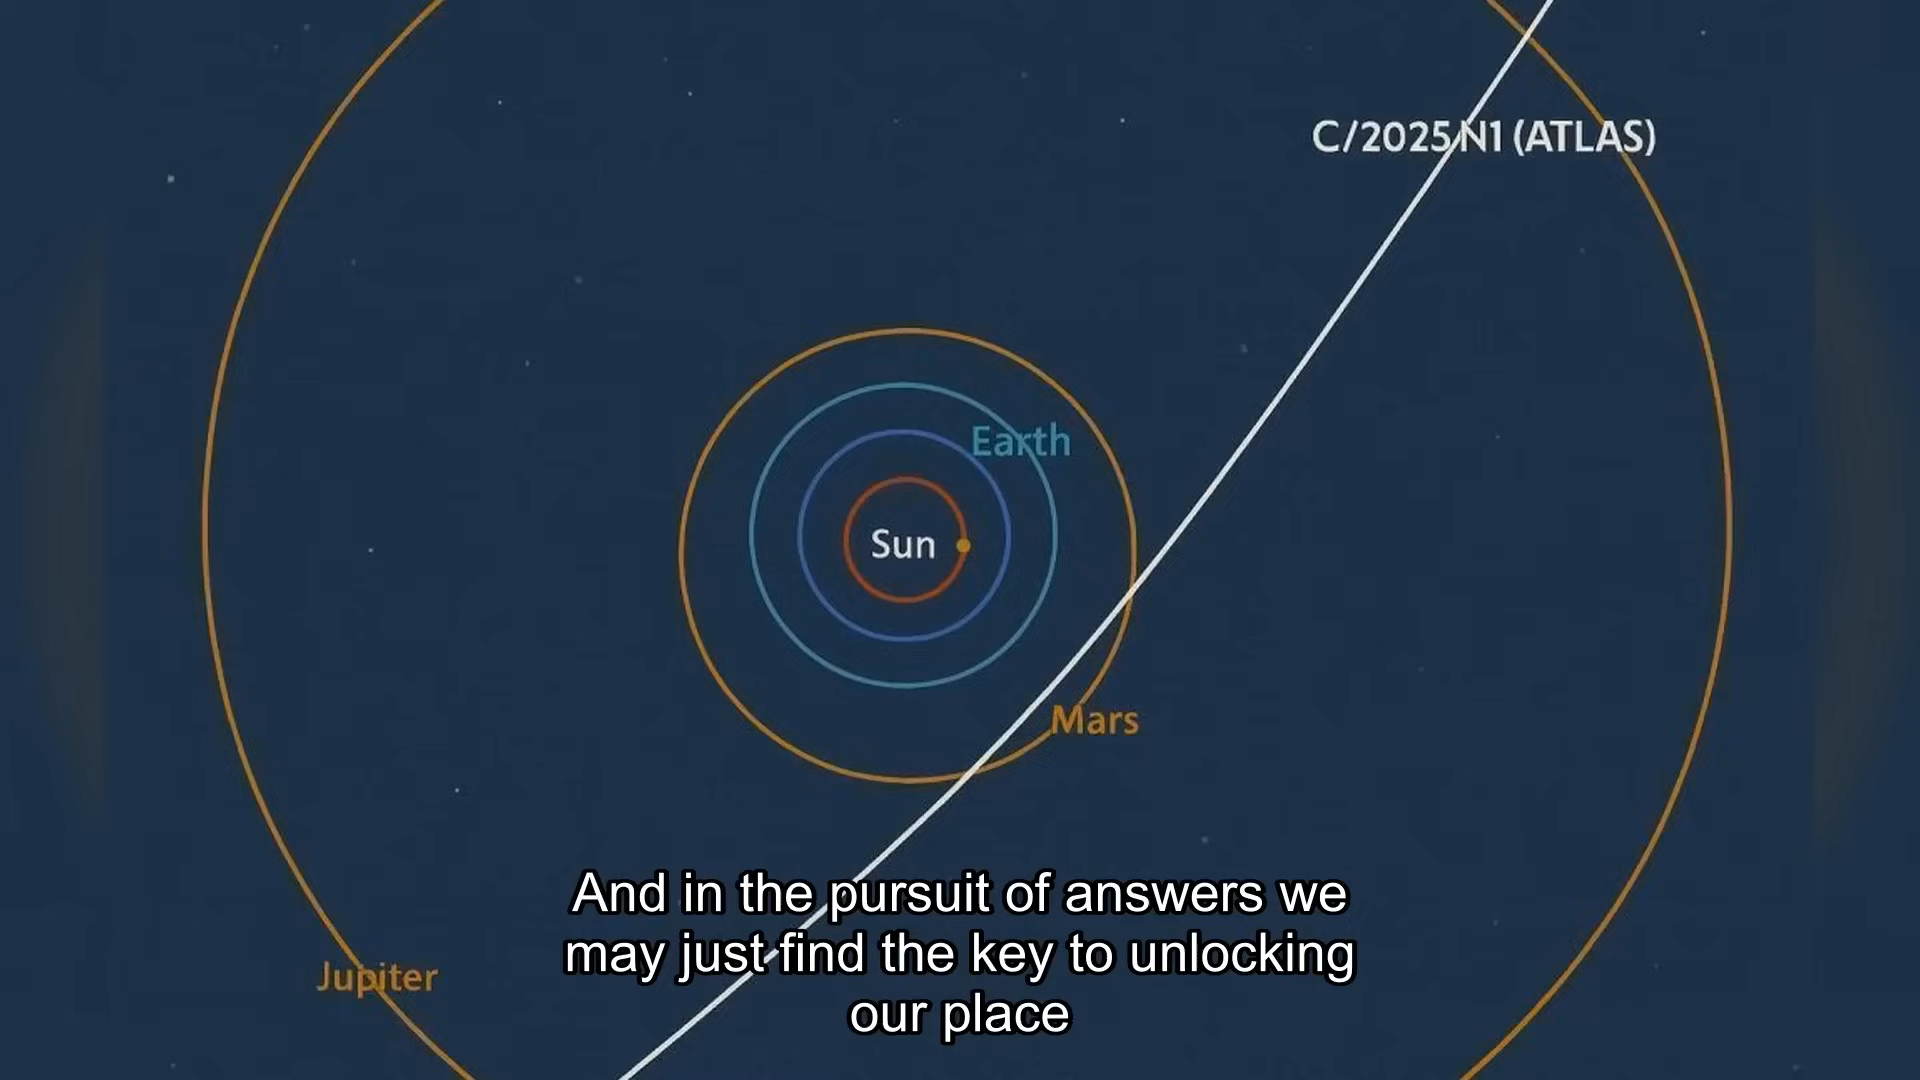 C/2025 N1 (ATLAS)
Earth
Sun
Mars
Jupiter
And in the pursuit of answers we
may just find the key to unlocking
our place